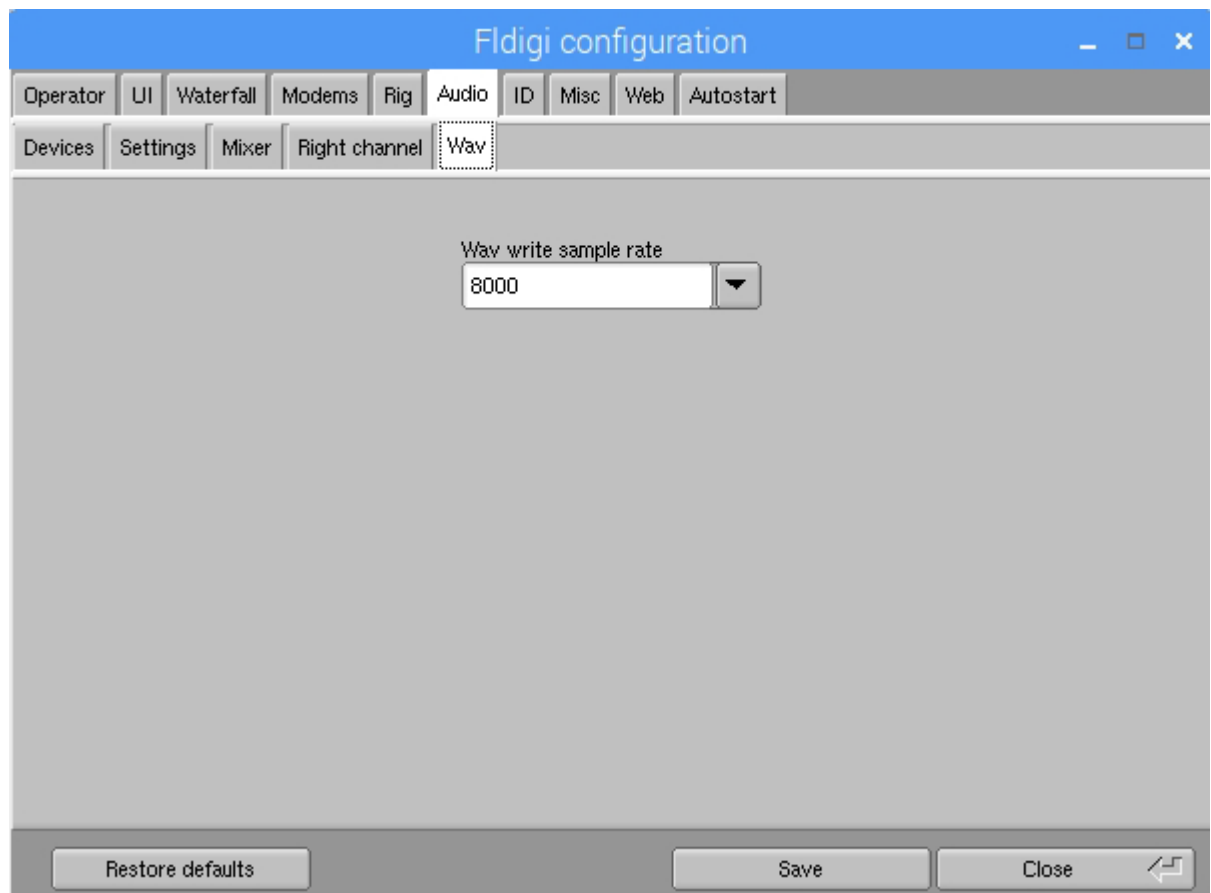 Fldigi configuration
Operator UI Waterfall Modems Rig Audio ID Misc Web Autostart
Devices Settings Mixer Right channel Wav
Wav write sample rate
8000
Restore defaults Save Close